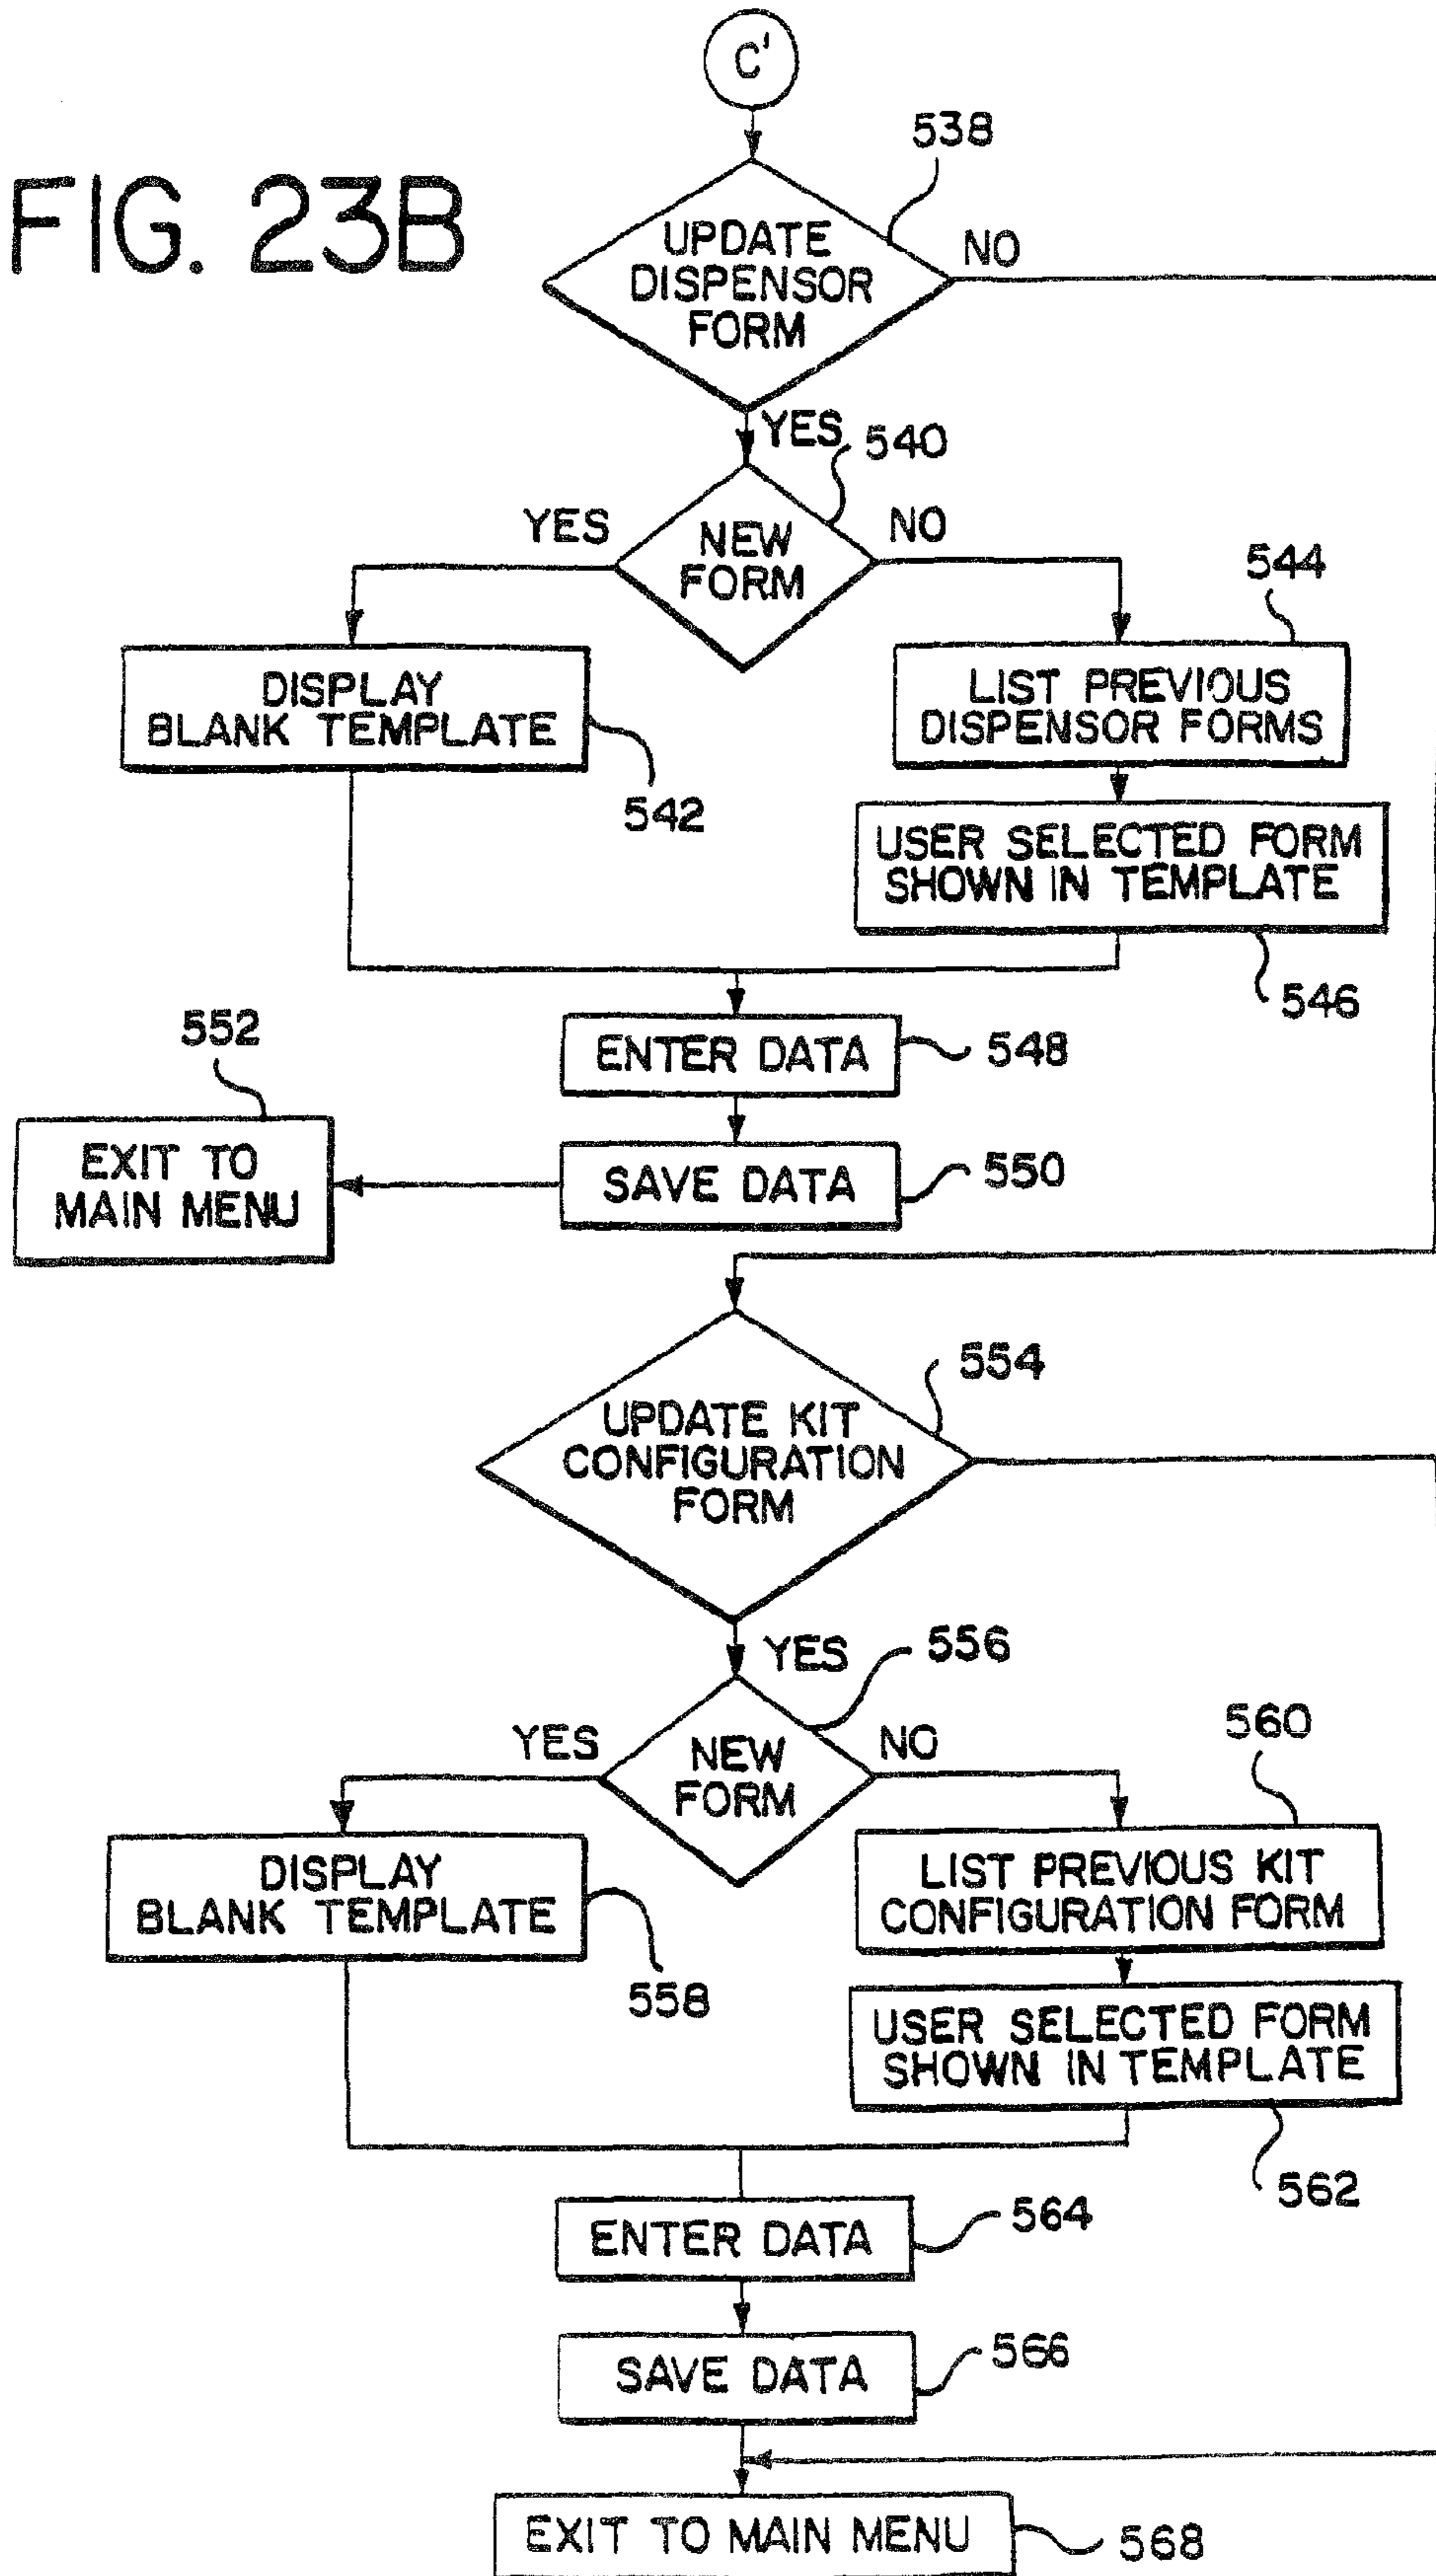 C'
FIG. 23B
538
UPDATE
DISPENSOR
FORM
NO
YES
540
YES
NEW
FORM
NO
544
DISPLAY
BLANK TEMPLATE
542
LIST PREVIOUS
DISPENSOR FORMS
USER SELECTED FORM
SHOWN IN TEMPLATE
546
ENTER DATA
548
552
EXIT TO
MAIN MENU
SAVE DATA
550
554
UPDATE KIT
CONFIGURATION
FORM
YES
556
YES
NEW
FORM
NO
560
DISPLAY
BLANK TEMPLATE
558
LIST PREVIOUS KIT
CONFIGURATION FORM
USER SELECTED FORM
SHOWN IN TEMPLATE
562
ENTER DATA
564
SAVE DATA
566
EXIT TO MAIN MENU
568